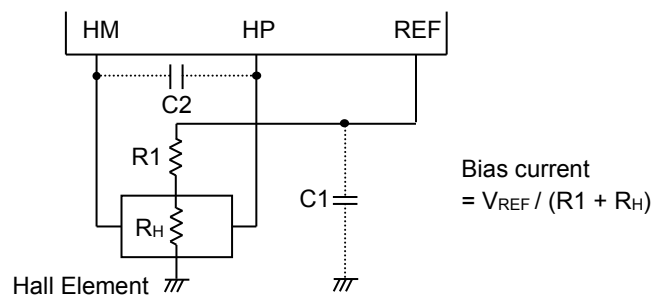 HM HP REF
C2
R1
C1
Bias current
= VREF / (R1 + RH)
RH
Hall Element